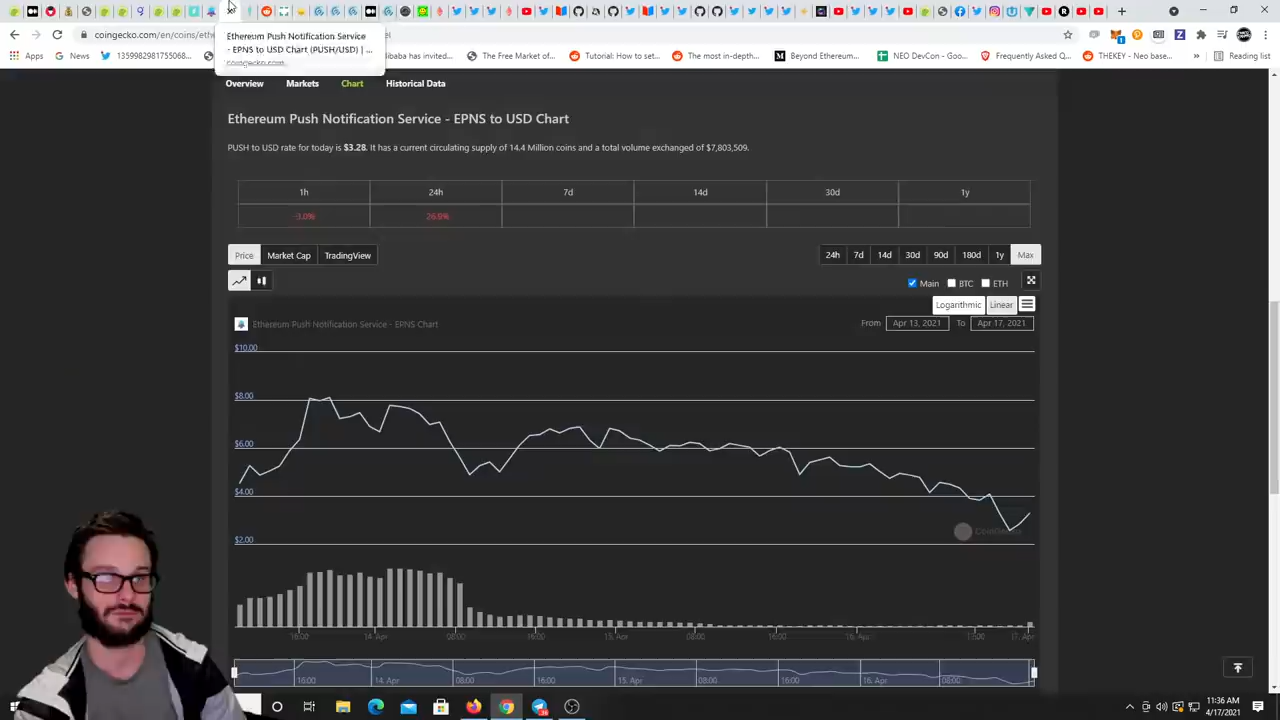 Ethereum Push Notification Service
- EPNS to USD Chart (PUSH/USD) | ...
coingecko.com
coingecko.com/en/coins/eth
Apps
News
1359982981755068...
Alibaba has invited...
The Free Market of...
Tutorial: How to set...
The most in-depth...
Beyond Ethereum...
NEO DevCon - Goo...
Frequently Asked Q...
THEKEY - Neo base...
»
Reading list
Overview
Markets
Chart
Historical Data
Ethereum Push Notification Service - EPNS to USD Chart
PUSH to USD rate for today is $3.28. It has a current circulating supply of 14.4 Million coins and a total volume exchanged of $7,803,509.
1h 24h 7d 14d 30d 1y
-3.0% 26.6%
Price Market Cap TradingView
24h 7d 14d 30d 90d 180d 1y Max
Main BTC ETH
Logarithmic Linear
Ethereum Push Notification Service - EPNS Chart
From Apr 13, 2021 To Apr 17, 2021
$10.00
$8.00
$6.00
$4.00
$2.00
CoinGecko
16:00 14. Apr 08:00 16:00 15. Apr 08:00 16:00 16. Apr 17. Apr
16:00 14. Apr 08:00 16:00 15. Apr 08:00 16:00 16. Apr 08:00
11:36 AM
4/17/2021